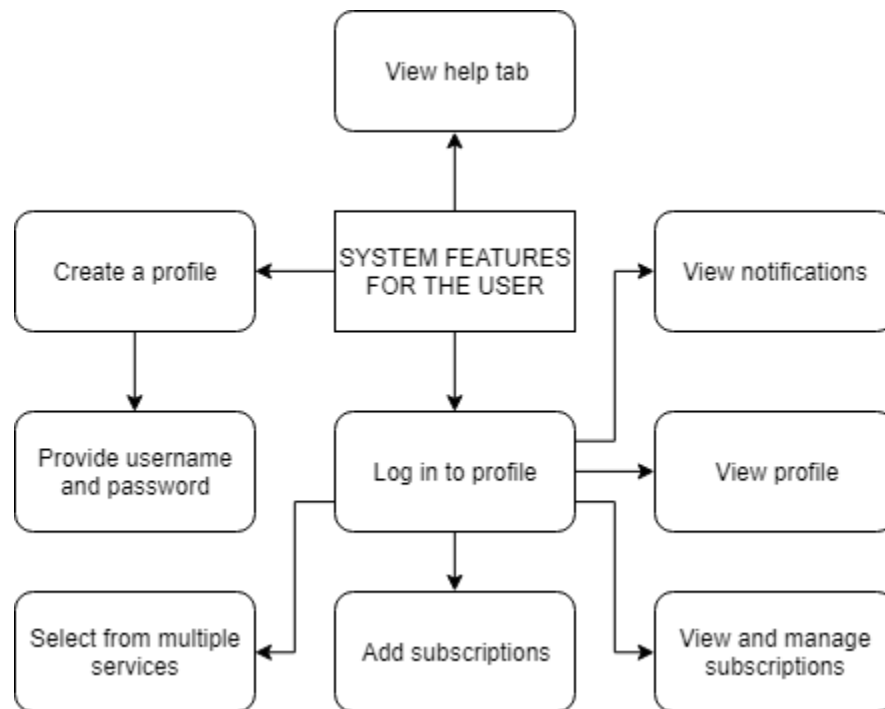 View help tab
Create a profile
SYSTEM FEATURES
FOR THE USER
View notifications
Provide username
and password
Log in to profile
View profile
Select from multiple
services
Add subscriptions
View and manage
subscriptions